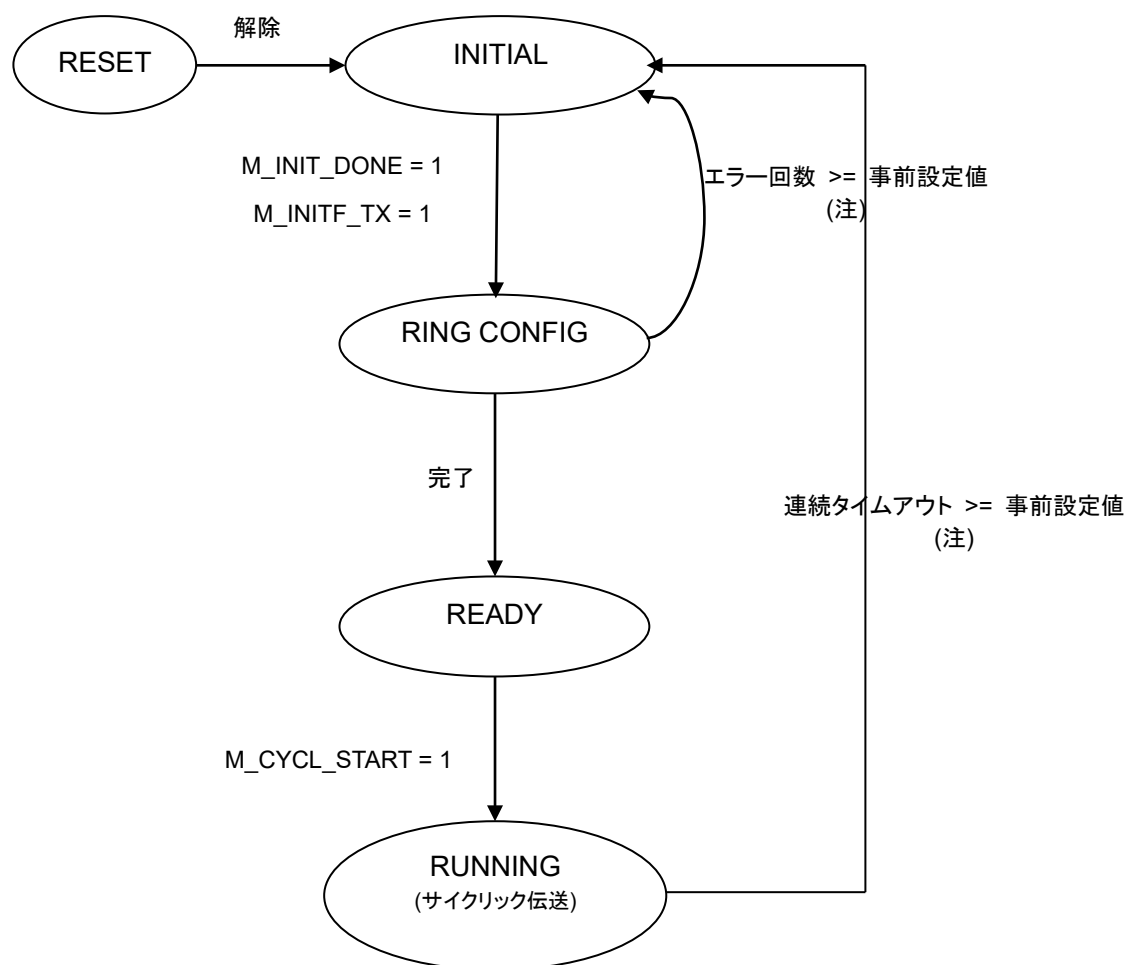 解除
RESET
INITIAL
M_INIT_DONE = 1
M_INITF_TX = 1
エラー回数 >= 事前設定値
(注)
RING CONFIG
完了
連続タイムアウト >= 事前設定値
(注)
READY
M_CYCL_START = 1
RUNNING
(サイクリック伝送)